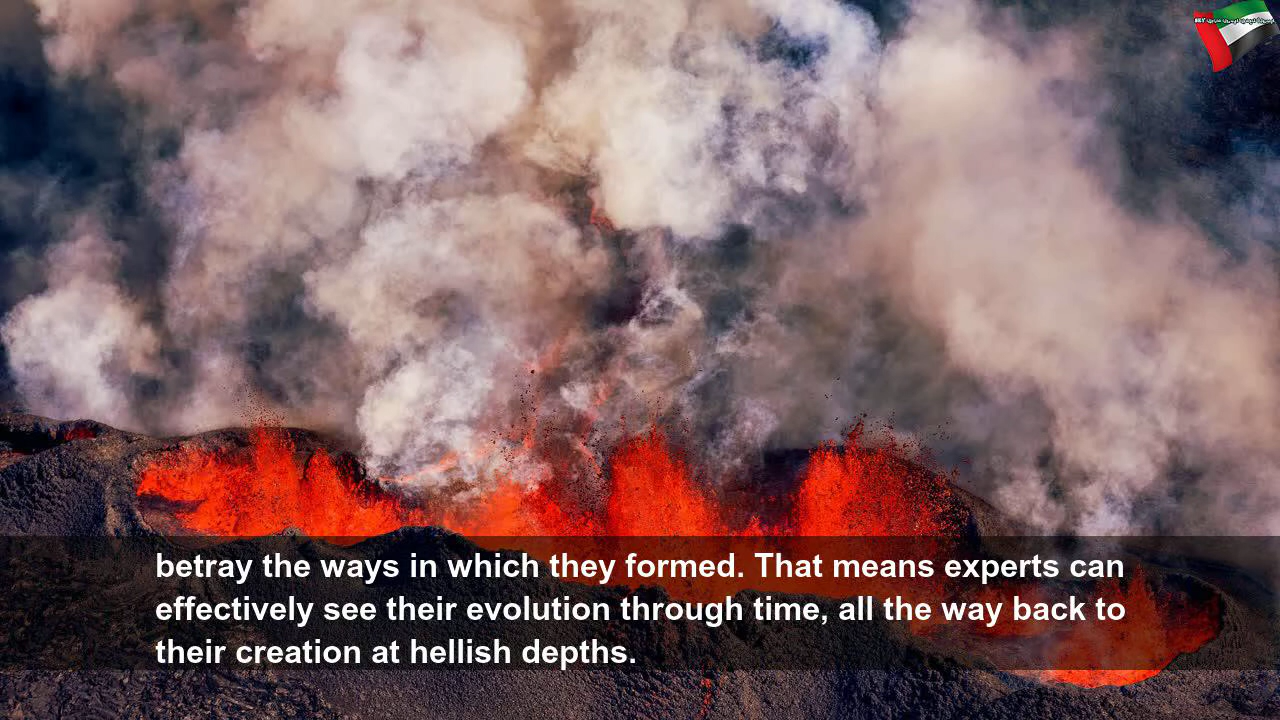 betray the ways in which they formed. That means experts can
effectively see their evolution through time, all the way back to
their creation at hellish depths.